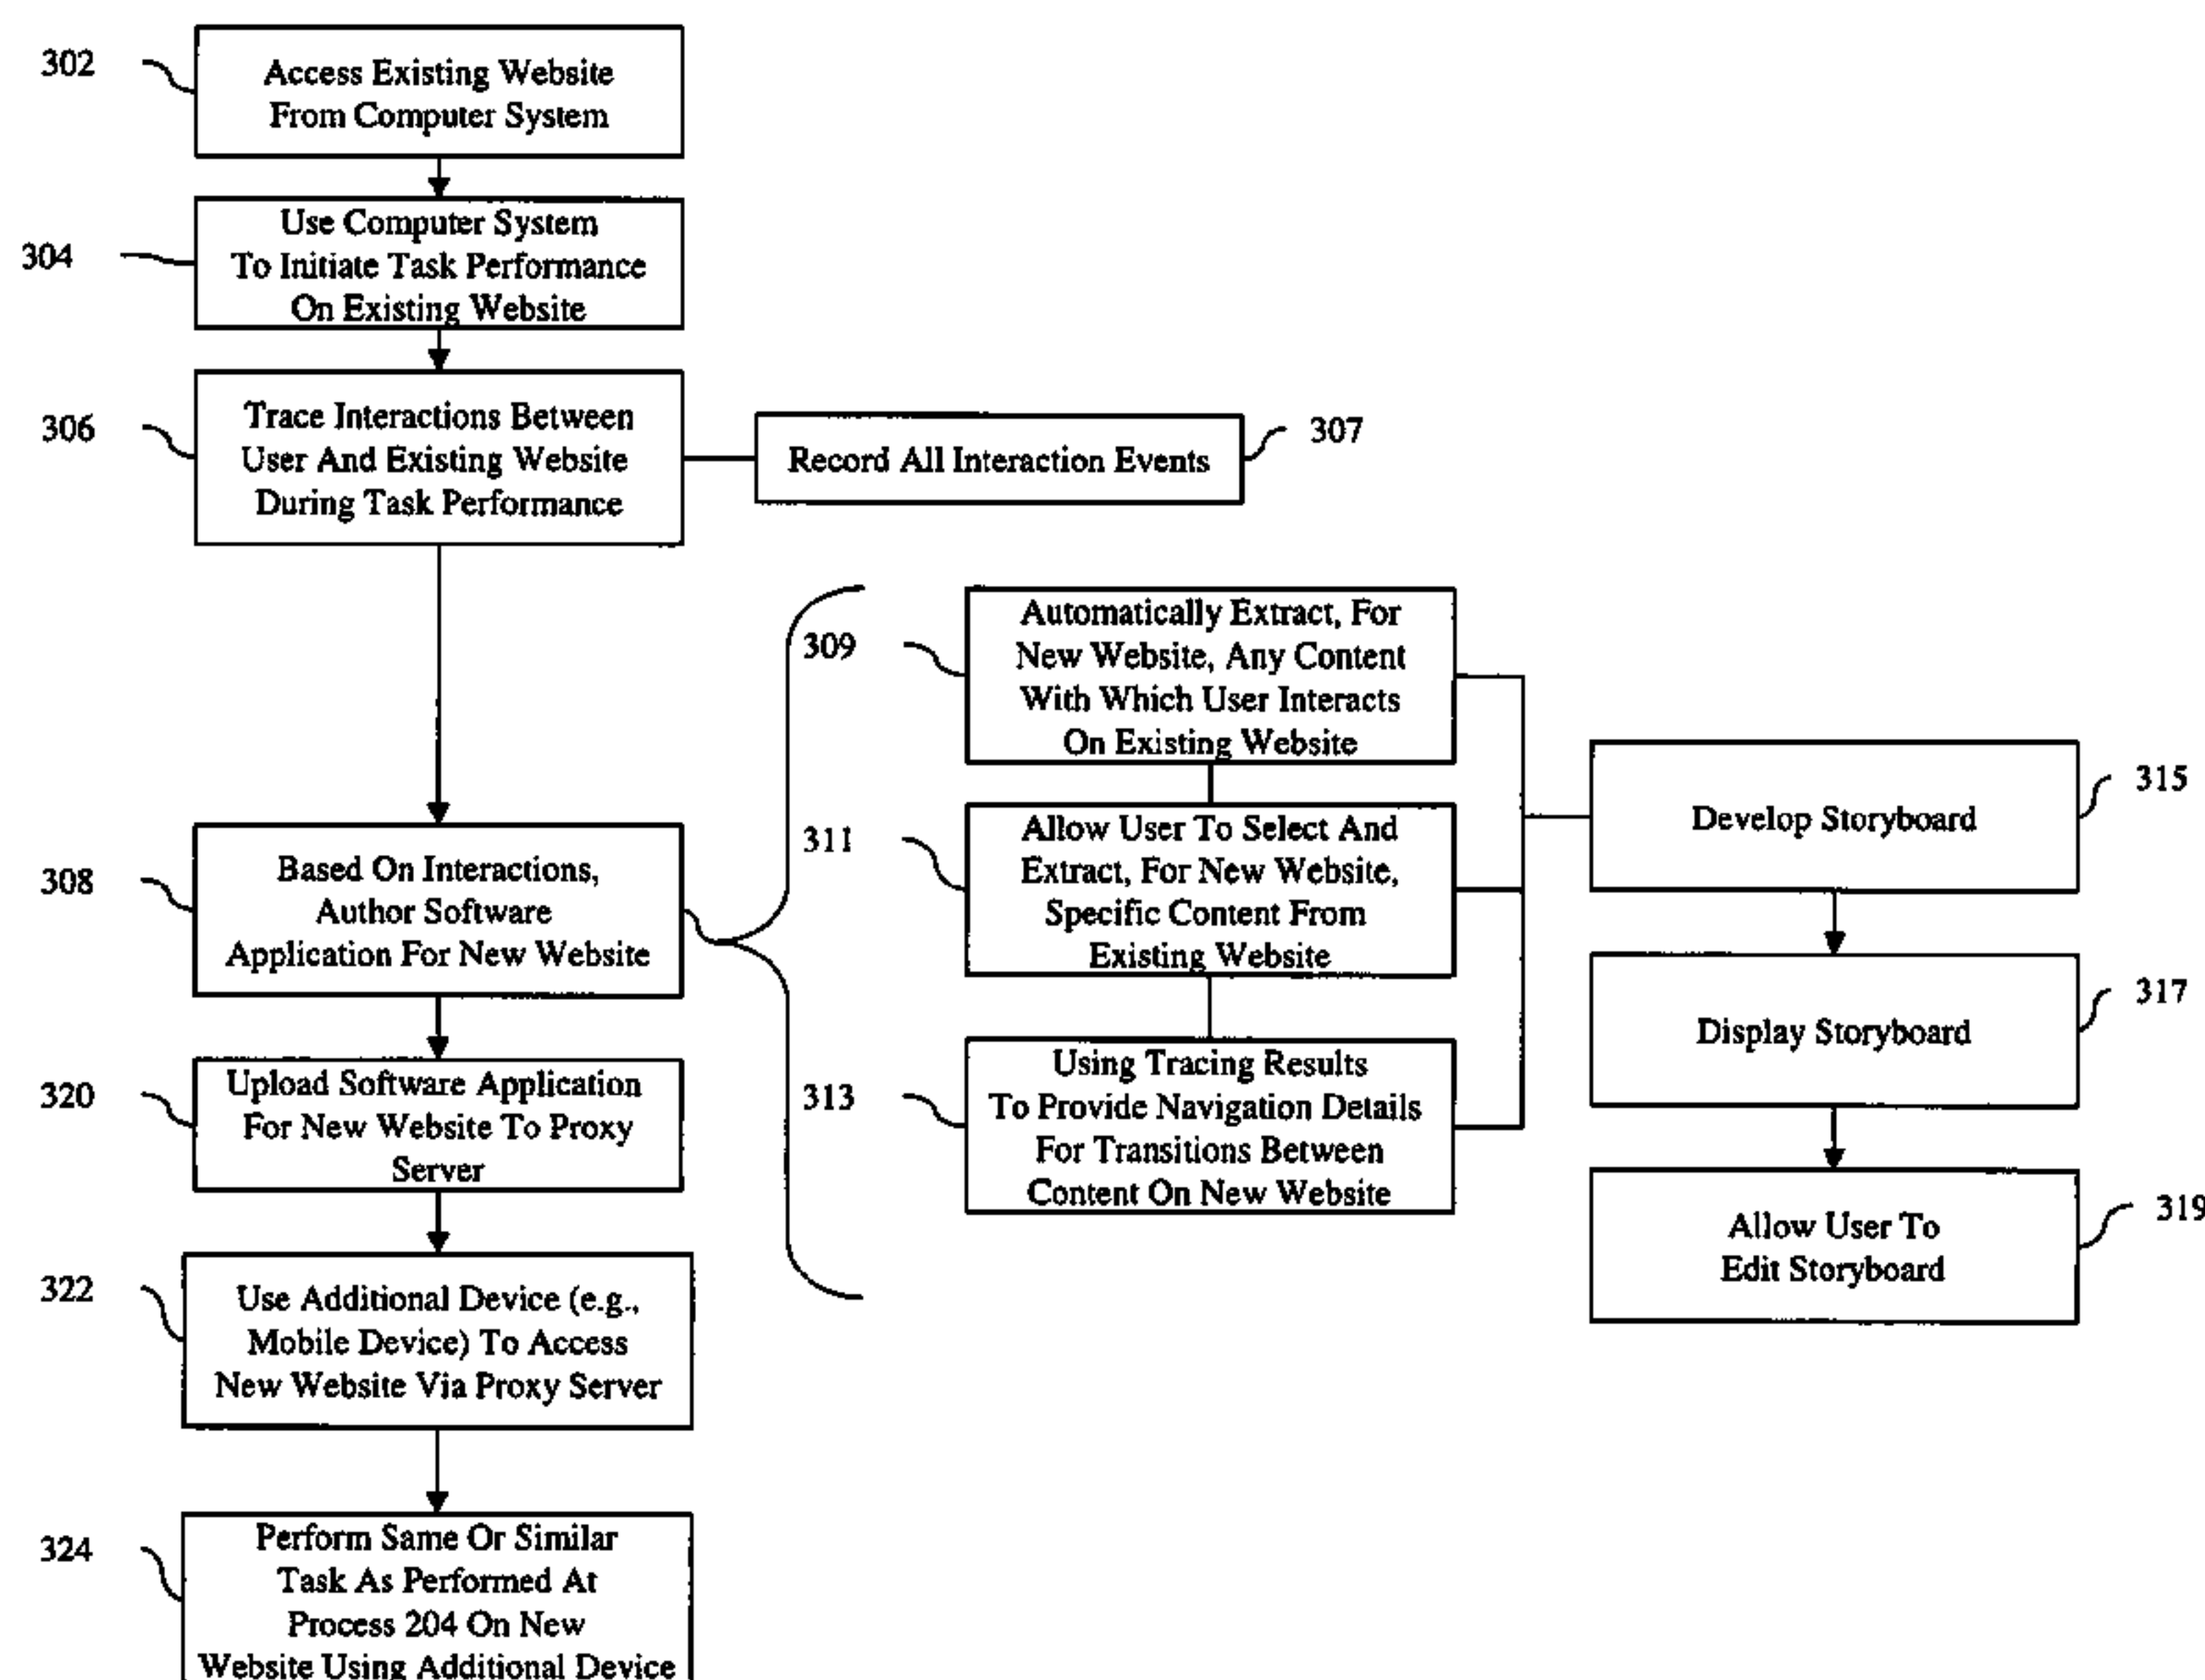 302
Access Existing Website
From Computer System
304
Use Computer System
To Initiate Task Performance
On Existing Website
306
Trace Interactions Between
User And Existing Website
During Task Performance
Record All Interaction Events
307
308
Based On Interactions,
Author Software
Application For New Website
309
Automatically Extract, For
New Website, Any Content
With Which User Interacts
On Existing Website
311
Allow User To Select And
Extract, For New Website,
Specific Content From
Existing Website
313
Using Tracing Results
To Provide Navigation Details
For Transitions Between
Content On New Website
Develop Storyboard
315
Display Storyboard
317
Allow User To
Edit Storyboard
319
320
Upload Software Application
For New Website To Proxy
Server
322
Use Additional Device (e.g.,
Mobile Device) To Access
New Website Via Proxy Server
324
Perform Same Or Similar
Task As Performed At
Process 204 On New
Website Using Additional Device